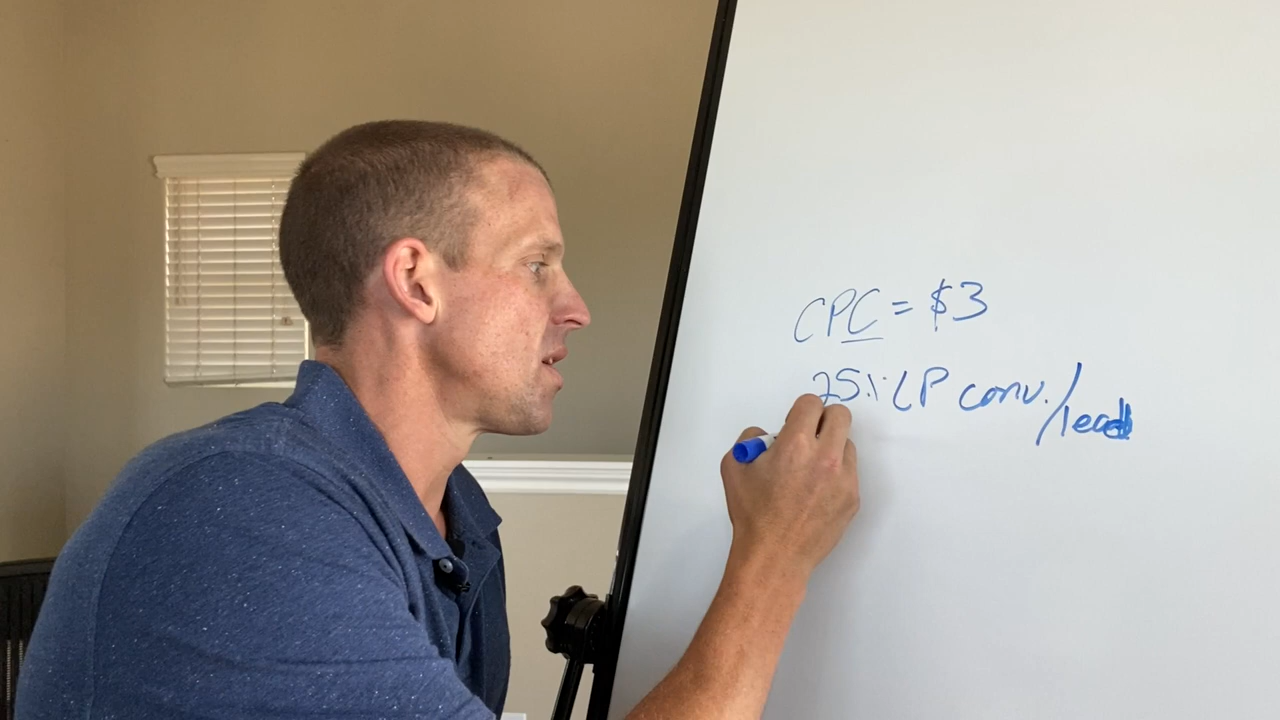 CPC = $3
25% LP conv./lead